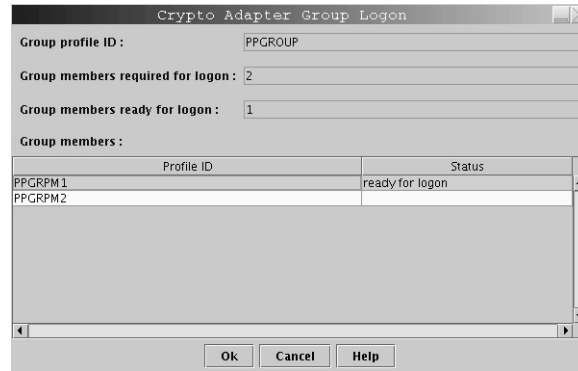 Crypto Adapter Group Logon
Group profile ID : PPGROUP
Group members required for logon : 2
Group members ready for logon : 1
Group members :
Profile ID Status
PPGRPM1 ready for logon
PPGRPM2
Ok Cancel Help